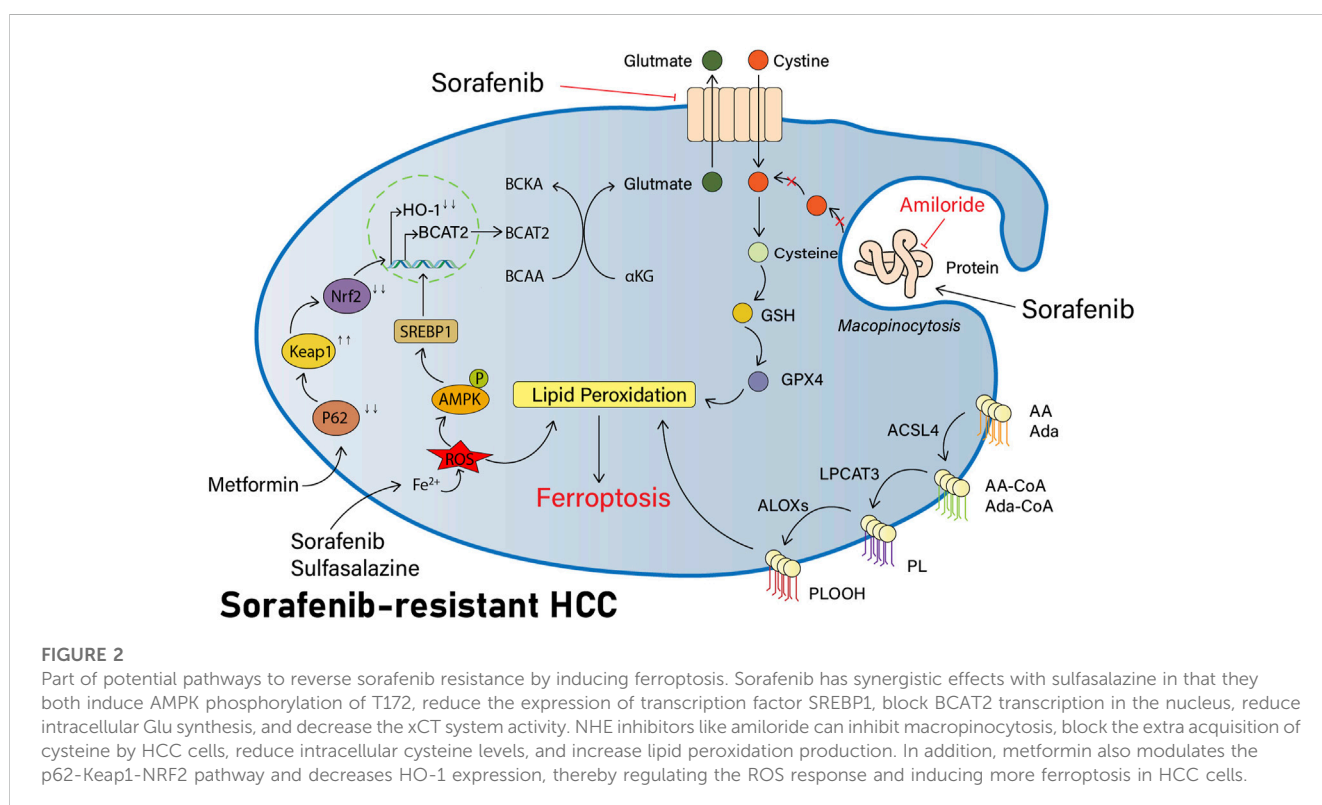 Glutmate
Cystine
Sorafenib
BCKA
Glutmate
HO-1↓↓
BCAT2
BCAT2
Amiloride
Cysteine
Protein
BCAA
αKG
Nrf2 ↓↓
GSH
Sorafenib
SREBP1
Macopinocytosis
Keap1 ↑↑
P
GPX4
AMPK
Lipid Peroxidation
P62 ↓↓
AA
Ada
ACSL4
ROS
LPCAT3
Metformin
Fe²⁺
Ferroptosis
AA-CoA
Ada-CoA
ALOXs
Sorafenib
Sulfasalazine
PL
PLOOH
Sorafenib-resistant HCC
FIGURE 2
Part of potential pathways to reverse sorafenib resistance by inducing ferroptosis. Sorafenib has synergistic effects with sulfasalazine in that they
both induce AMPK phosphorylation of T172, reduce the expression of transcription factor SREBP1, block BCAT2 transcription in the nucleus, reduce
intracellular Glu synthesis, and decrease the xCT system activity. NHE inhibitors like amiloride can inhibit macropinocytosis, block the extra acquisition of
cysteine by HCC cells, reduce intracellular cysteine levels, and increase lipid peroxidation production. In addition, metformin also modulates the
p62-Keap1-NRF2 pathway and decreases HO-1 expression, thereby regulating the ROS response and inducing more ferroptosis in HCC cells.